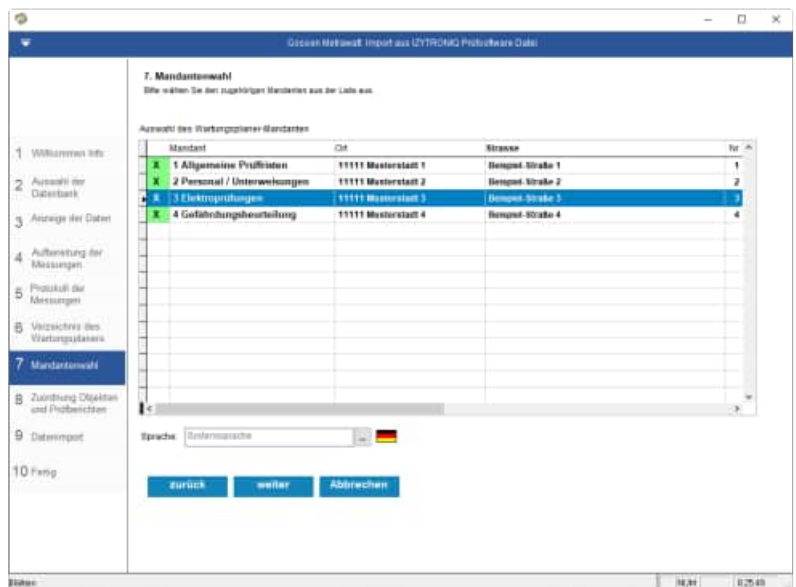 Gossen Metrawatt Import aus IZYTRONIQ Prüfsoftware Datei
7. Mandantenwahl
Bitte wählen Sie den zugehörigen Mandanten aus der Liste aus.
Auswahl des Wartungsplaner-Mandanten
Mandant Ort Strasse Nr
X 1 Allgemeine Prüffristen 11111 Musterstadt 1 Beispiel-Straße 1 1
X 2 Personal / Unterweisungen 11111 Musterstadt 2 Beispiel-Straße 2 2
X 3 Elektroprüfungen 11111 Musterstadt 3 Beispiel-Straße 3 3
X 4 Gefährdungsbeurteilung 11111 Musterstadt 4 Beispiel-Straße 4 4
1 Willkommen Info
2 Auswahl der
Datenbank
3 Anzeige der Daten
4 Aufbereitung der
Messungen
5 Protokoll der
Messungen
6 Verzeichnis des
Wartungsplaners
7 Mandantenwahl
8 Zuordnung Objekten
und Prüfberichten
9 Datenimport
10 Fertig
Sprache: Systemsprache ...
zurück weiter Abbrechen
NUM